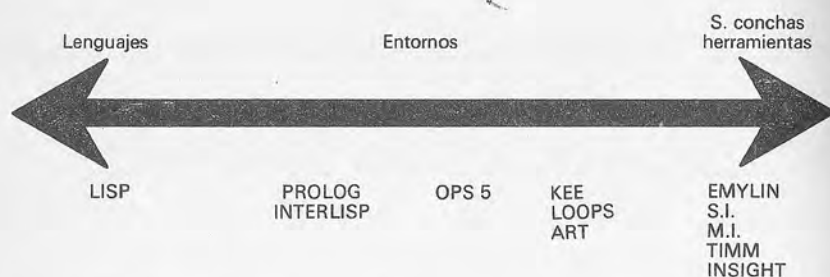 Lenguajes
Entornos
S. conchas
herramientas
LISP
PROLOG
INTERLISP
OPS 5
KEE
LOOPS
ART
EMYLIN
S.I.
M.I.
TIMM
INSIGHT